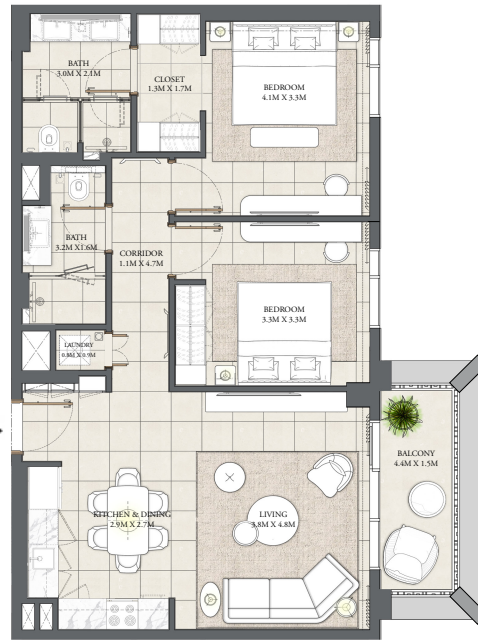 BATH
3.0M X 2.1M
CLOSET
1.3M X 1.7M
BEDROOM
4.1M X 3.3M
BATH
3.2M X1.6M
CORRIDOR
1.1M X 4.7M
BEDROOM
3.3M X 3.3M
LAUNDRY
0.8M X 0.9M
BALCONY
4.4M X 1.5M
KITCHEN & DINING
2.9M X 2.7M
LIVING
3.8M X 4.8M